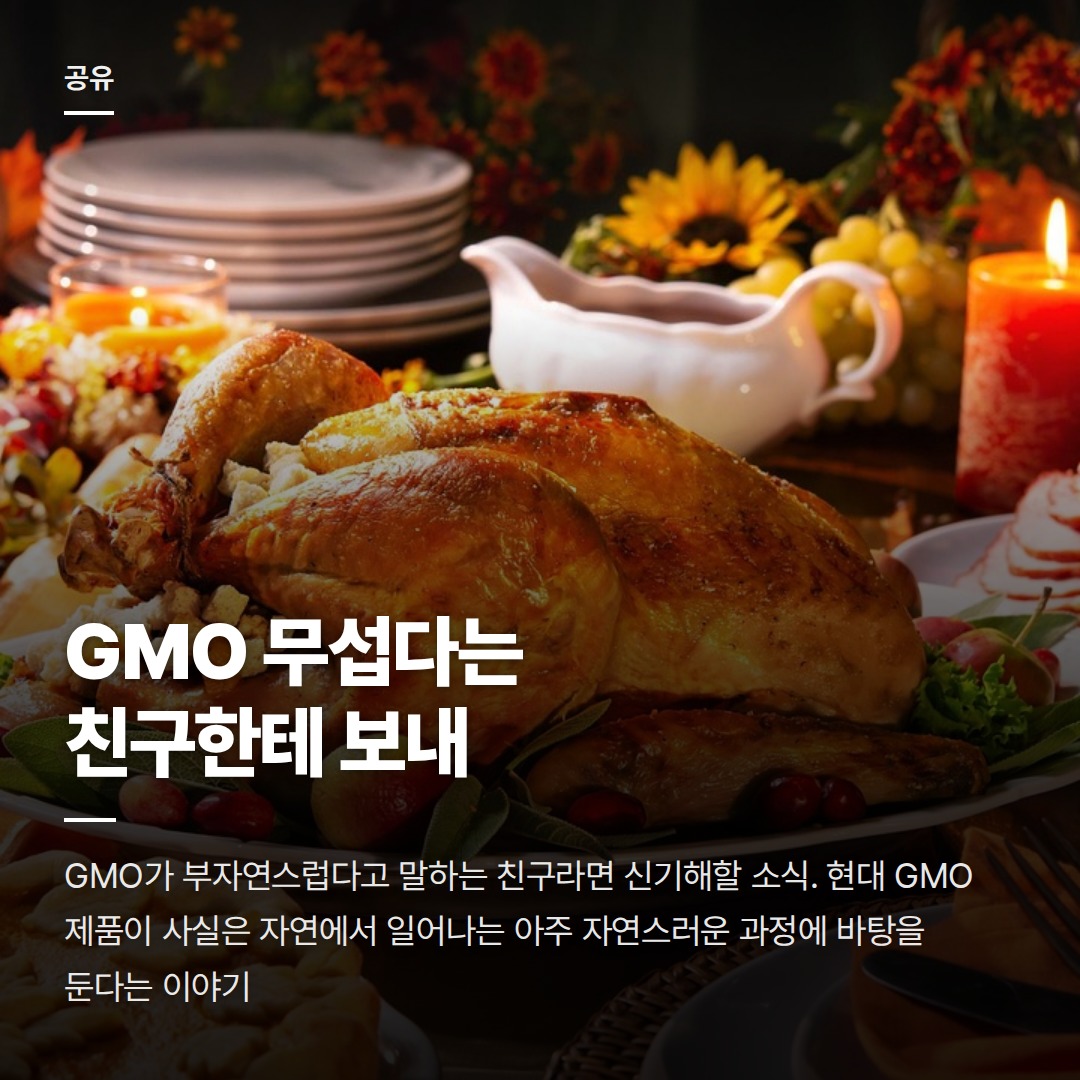 공유
GMO 무섭다는
친구한테 보내
GMO가 부자연스럽다고 말하는 친구라면 신기해할 소식. 현대 GMO
제품이 사실은 자연에서 일어나는 아주 자연스러운 과정에 바탕을
둔다는 이야기